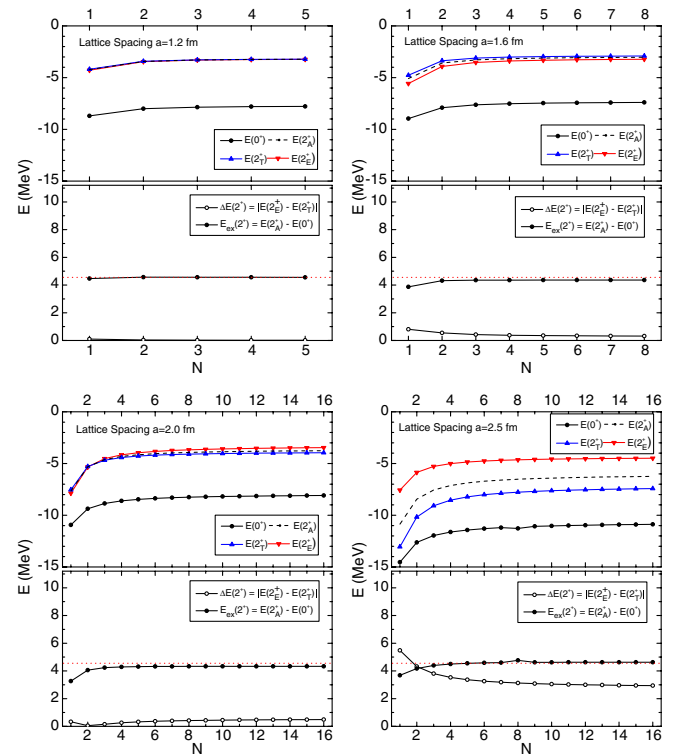 1 2 3 4 5
0
-5
-10
-15
E (MeV)
Lattice Spacing a=1.2 fm
E(0⁺) E(2⁺_A)
E(2⁺_T) E(2⁺_E)
12
10
8
6
4
2
0
ΔE(2⁺) = |E(2⁺_E) - E(2⁺_T)|
E_ex(2⁺) = E(2⁺_A) - E(0⁺)
1 2 3 4 5
N
1 2 3 4 5 6 7 8
0
-5
-10
-15
E (MeV)
Lattice Spacing a=1.6 fm
E(0⁺) E(2⁺_A)
E(2⁺_T) E(2⁺_E)
12
10
8
6
4
2
0
ΔE(2⁺) = |E(2⁺_E) - E(2⁺_T)|
E_ex(2⁺) = E(2⁺_A) - E(0⁺)
1 2 3 4 5 6 7 8
N
2 4 6 8 10 12 14 16
0
-5
-10
-15
E (MeV)
Lattice Spacing a=2.0 fm
E(0⁺) E(2⁺_A)
E(2⁺_T) E(2⁺_E)
12
10
8
6
4
2
0
ΔE(2⁺) = |E(2⁺_E) - E(2⁺_T)|
E_ex(2⁺) = E(2⁺_A) - E(0⁺)
2 4 6 8 10 12 14 16
N
2 4 6 8 10 12 14 16
0
-5
-10
-15
E (MeV)
Lattice Spacing a=2.5 fm
E(0⁺) E(2⁺_A)
E(2⁺_T) E(2⁺_E)
12
10
8
6
4
2
0
ΔE(2⁺) = |E(2⁺_E) - E(2⁺_T)|
E_ex(2⁺) = E(2⁺_A) - E(0⁺)
2 4 6 8 10 12 14 16
N